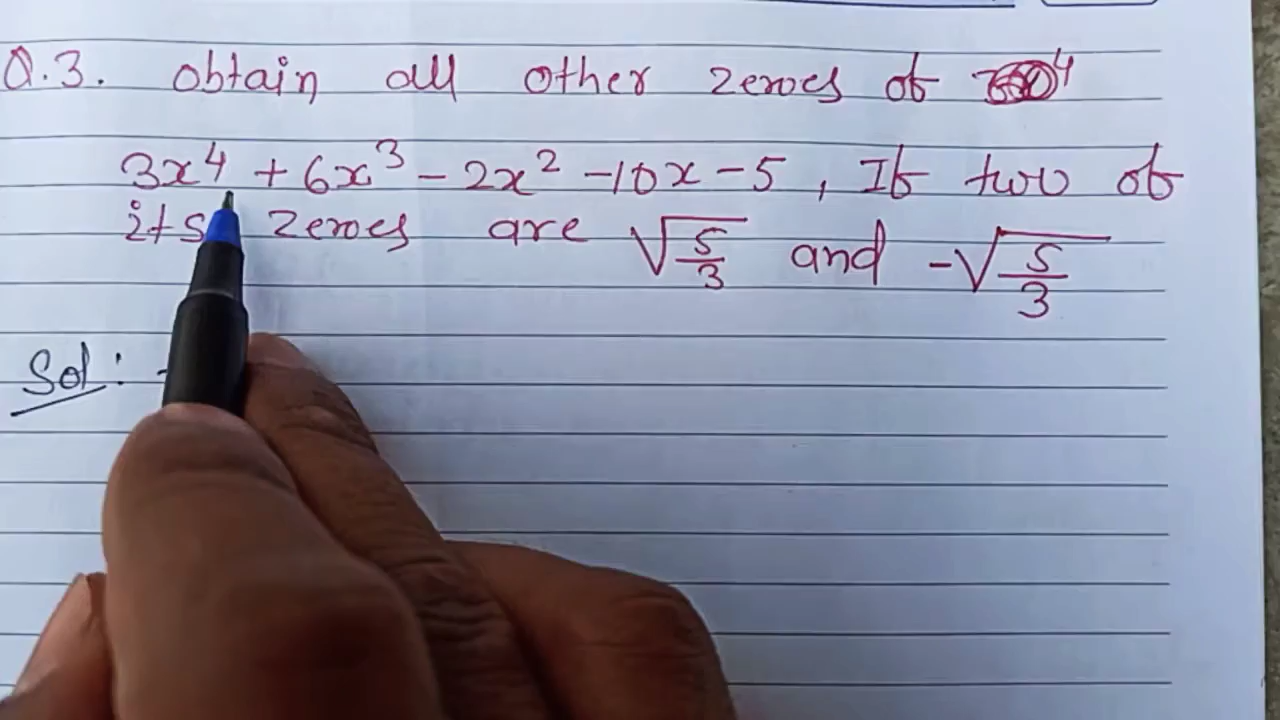 Q.3. Obtain all other zeroes of 4
3x⁴ + 6x³ - 2x² - 10x - 5, If two of
its zeroes are √5/3 and -√5/3
Sol: -